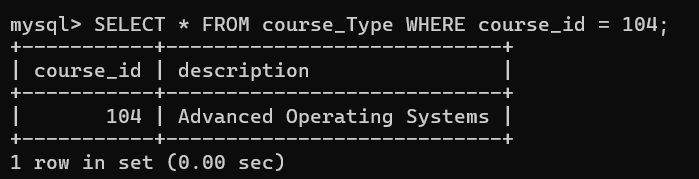 mysql> SELECT * FROM course_Type WHERE course_id = 104;
+-----------+----------------------------+
| course_id | description                |
+-----------+----------------------------+
|       104 | Advanced Operating Systems |
+-----------+----------------------------+
1 row in set (0.00 sec)